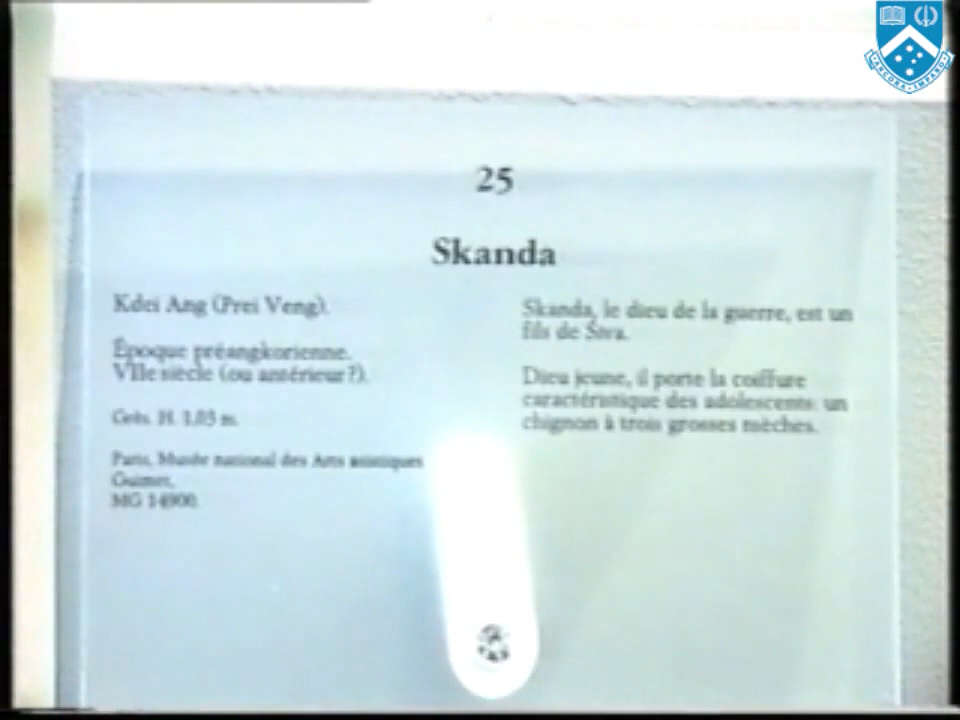 25
Skanda
Kdei Ang (Prei Veng).
Époque préangkorienne.
VIIe siècle (ou antérieur?).
Grès. H. 1,03 m.
Paris, Musée national des Arts asiatiques
Guimet,
MG 14900.
Skanda, le dieu de la guerre, est un
fils de Śiva.
Dieu jeune, il porte la coiffure
caractéristique des adolescents: un
chignon à trois grosses mèches.
ANCORA IMPARO